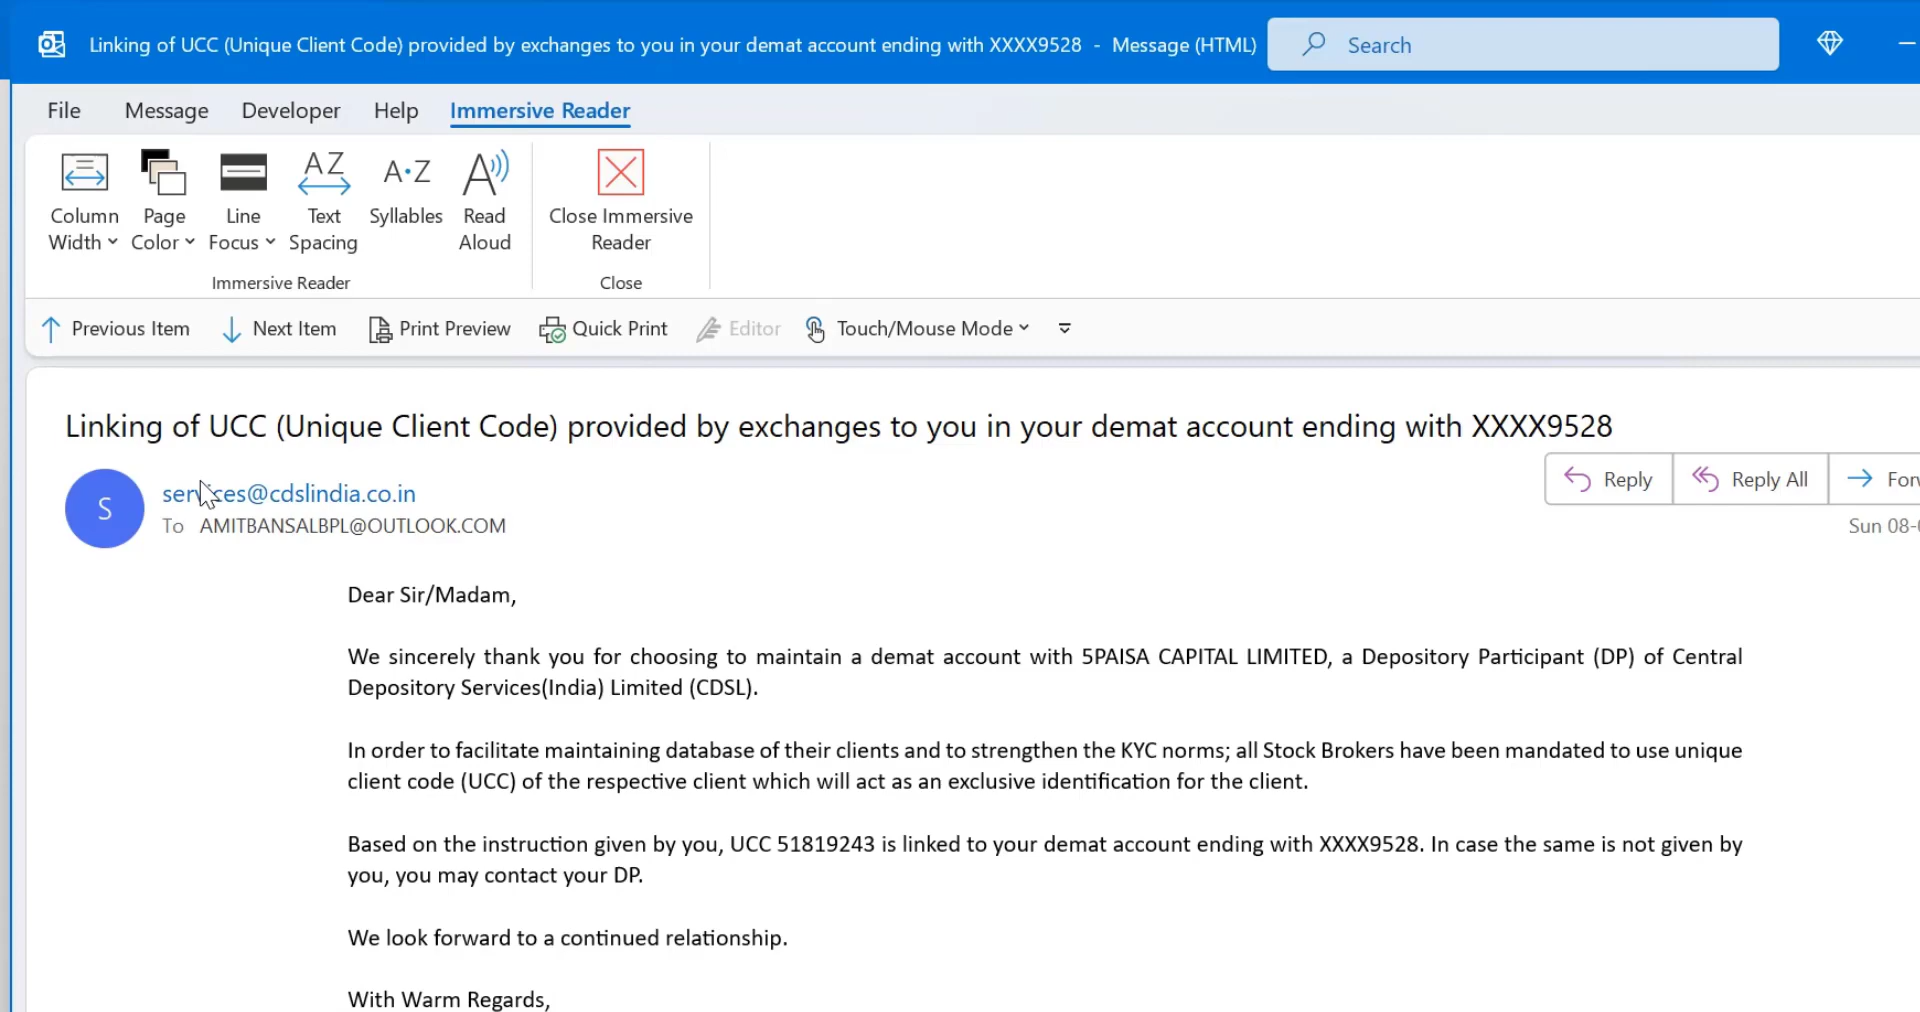 Linking of UCC (Unique Client Code) provided by exchanges to you in your demat account ending with XXXX9528 - Message (HTML)
Search
File Message Developer Help Immersive Reader
Column Width
Page Color
Line Focus
Text Spacing
Syllables
Read Aloud
Close Immersive Reader
Immersive Reader
Close
Previous Item Next Item Print Preview Quick Print Editor Touch/Mouse Mode
Linking of UCC (Unique Client Code) provided by exchanges to you in your demat account ending with XXXX9528
S
services@cdslindia.co.in
Reply Reply All
To AMITBANSALBPL@OUTLOOK.COM
Sun 08-
Dear Sir/Madam,
We sincerely thank you for choosing to maintain a demat account with 5PAISA CAPITAL LIMITED, a Depository Participant (DP) of Central
Depository Services(India) Limited (CDSL).
In order to facilitate maintaining database of their clients and to strengthen the KYC norms; all Stock Brokers have been mandated to use unique
client code (UCC) of the respective client which will act as an exclusive identification for the client.
Based on the instruction given by you, UCC 51819243 is linked to your demat account ending with XXXX9528. In case the same is not given by
you, you may contact your DP.
We look forward to a continued relationship.
With Warm Regards,